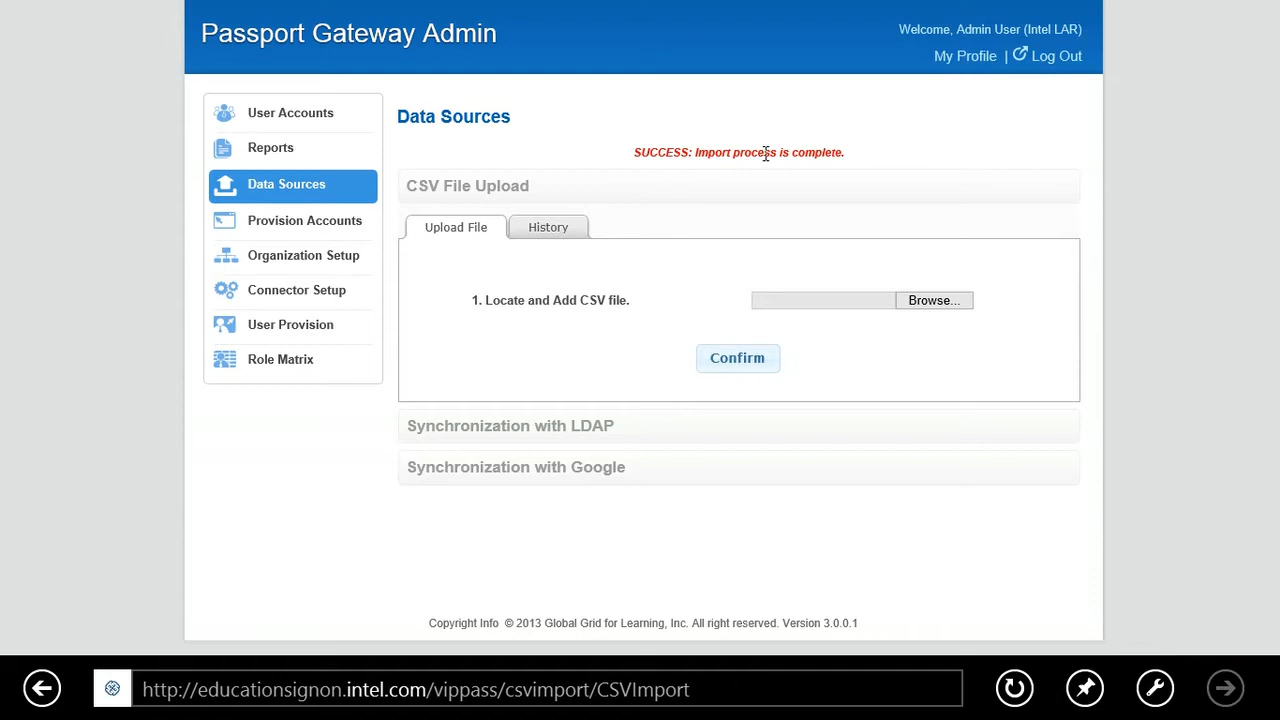 Passport Gateway Admin
Welcome, Admin User (Intel LAR)
My Profile | Log Out
User Accounts
Reports
Data Sources
Provision Accounts
Organization Setup
Connector Setup
User Provision
Role Matrix
Data Sources
SUCCESS: Import process is complete.
CSV File Upload
Upload File
History
1. Locate and Add CSV file.
Browse...
Confirm
Synchronization with LDAP
Synchronization with Google
Copyright Info © 2013 Global Grid for Learning, Inc. All right reserved. Version 3.0.0.1
http://educationsignon.intel.com/vippass/csvimport/CSVImport